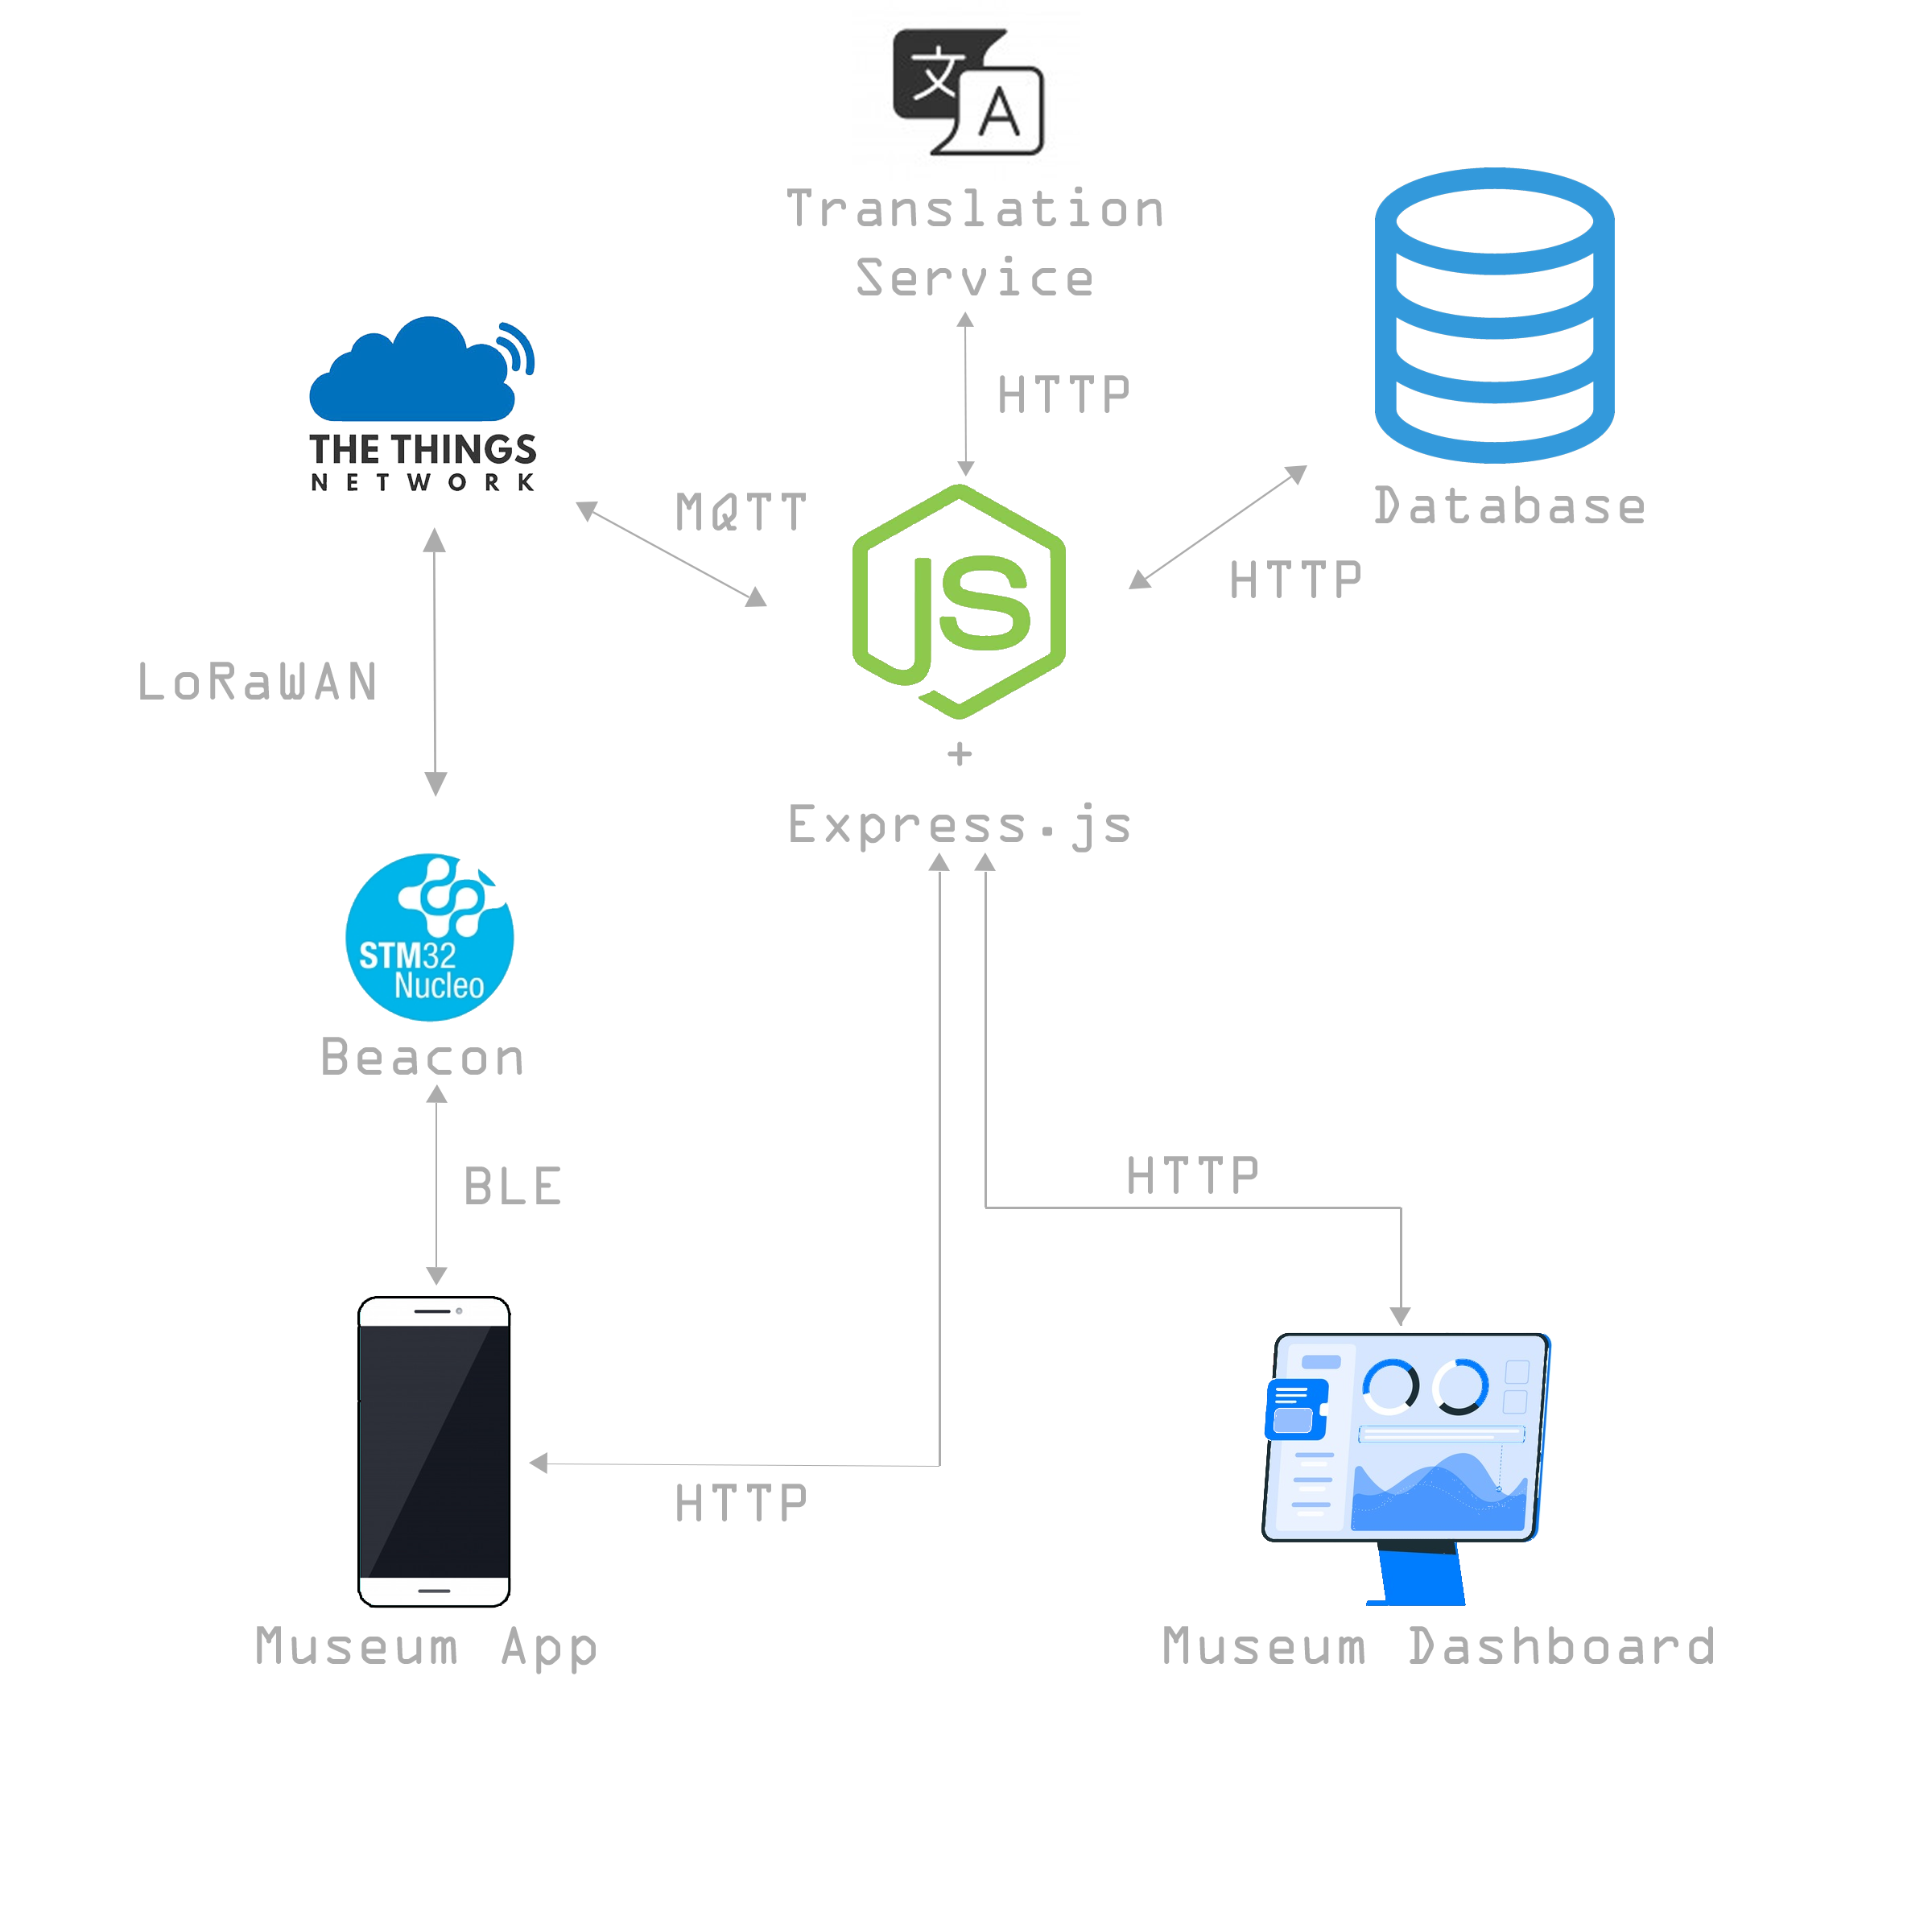 文 A
Translation
Service
THE THINGS
NETWORK
HTTP
MQTT
Database
HTTP
JS
LoRaWAN
+
Express.js
STM32
Nucleo
Beacon
BLE
HTTP
HTTP
Museum App
Museum Dashboard